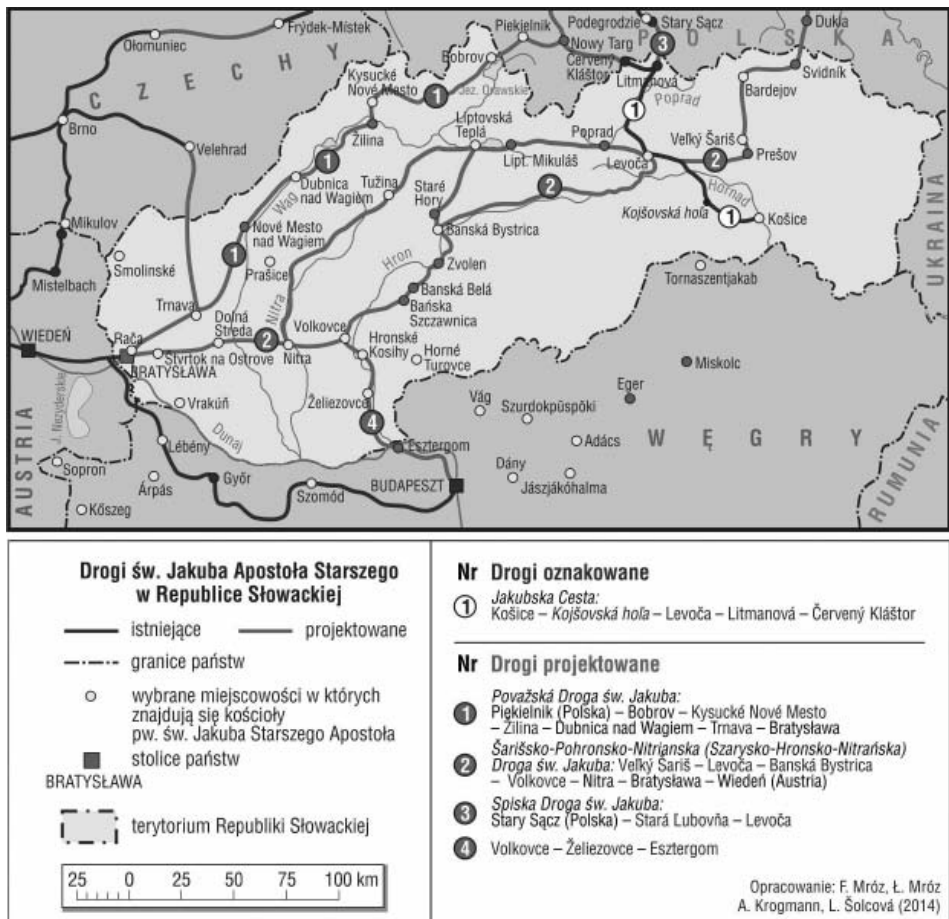 Ołomuniec
Frýdek-Místek
Podegrodzie
Stary Sącz
Dukla
Piekielnik
Nowy Targ
POLSKA
3
Bobrov
Červený
Kláštor
Litmanová
Svidník
Kysucké
Nové Mesto
1
Jez. Orawskie
Poprad
Bardejov
CZECHY
Brno
Velehrad
Žilina
1
Liptovská
Teplá
Poprad
1
Veľký Šariš
Lipt. Mikuláš
Levoča
2
Prešov
Dubnica
nad Wagiem
Tužina
Staré
Hory
2
Hornad
Wag
Mikulov
Nové Mesto
nad Wagiem
Kojšovská hoľa
1
Košice
Banská Bystrica
UKRAINA
Smolinské
1
Prašice
Hron
Zvolen
Tornaszentjakab
Mistelbach
Nitra
Banská Belá
Bańska
Szczawnica
Trnava
Dolná
Streda
Volkovce
WIEDEŃ
Rača
2
Hronské
Kosihy
Horné
Turovce
Miskolc
BRATYSŁAWA
Štvrtok na Ostrove
Nitra
Eger
J. Nezyderskie
Vrakúň
Želiezovce
Vág
Szurdokpüspöki
4
WĘGRY
AUSTRIA
Dunaj
Lébény
Esztergom
Adács
Sopron
Árpás
Győr
Szomód
BUDAPESZT
Dány
Jászjákóhalma
RUMUNIA
Kőszeg
Drogi św. Jakuba Apostoła Starszego
w Republice Słowackiej
istniejące
projektowane
granice państw
wybrane miejscowości w których
znajdują się kościoły
pw. św. Jakuba Starszego Apostoła
stolice państw
BRATYSŁAWA
terytorium Republiki Słowackiej
25 0 25 50 75 100 km
Nr Drogi oznakowane
1 Jakubska Cesta:
Košice – Kojšovská hoľa – Levoča – Litmanová – Červený Kláštor
Nr Drogi projektowane
Považská Droga św. Jakuba:
1 Piękielnik (Polska) – Bobrov – Kysucké Nové Mesto
– Žilina – Dubnica nad Wagiem – Trnava – Bratysława
Šarišsko-Pohronsko-Nitrianska (Szarysko-Hronsko-Nitrańska)
2 Droga św. Jakuba: Veľký Šariš – Levoča – Banská Bystrica
– Volkovce – Nitra – Bratysława – Wiedeń (Austria)
3 Spiska Droga św. Jakuba:
Stary Sącz (Polska) – Stará Ľubovňa – Levoča
4 Volkovce – Želiezovce – Esztergom
Opracowanie: F. Mróz, Ł. Mróz
A. Krogmann, L. Šolcová (2014)